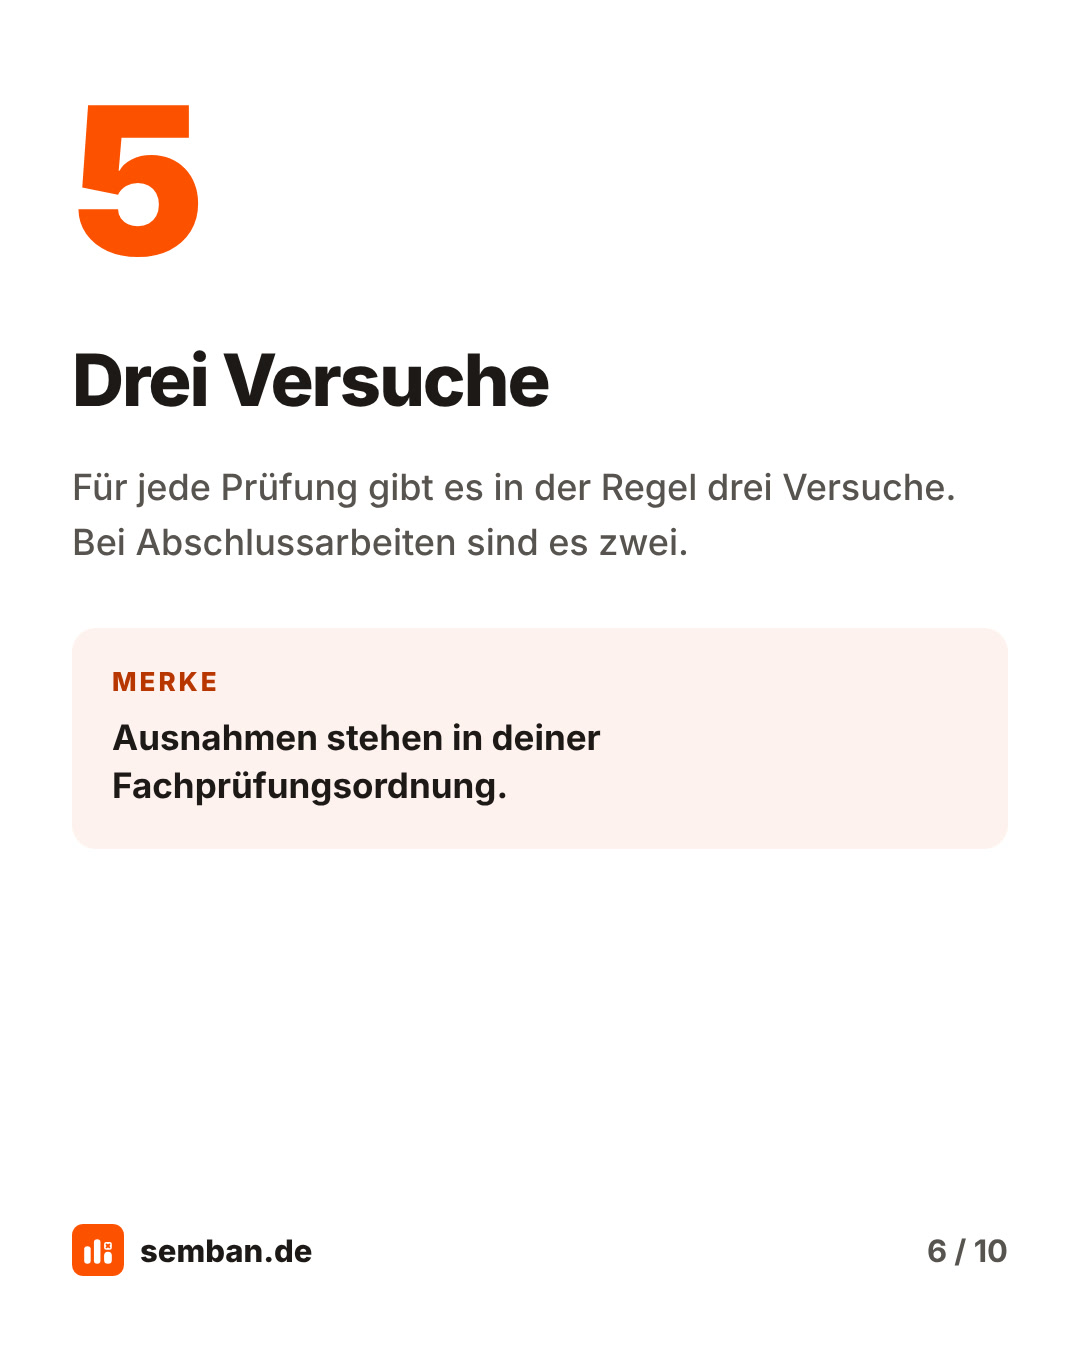 5
Drei Versuche
Für jede Prüfung gibt es in der Regel drei Versuche.
Bei Abschlussarbeiten sind es zwei.
MERKE
Ausnahmen stehen in deiner
Fachprüfungsordnung.
semban.de
6 / 10